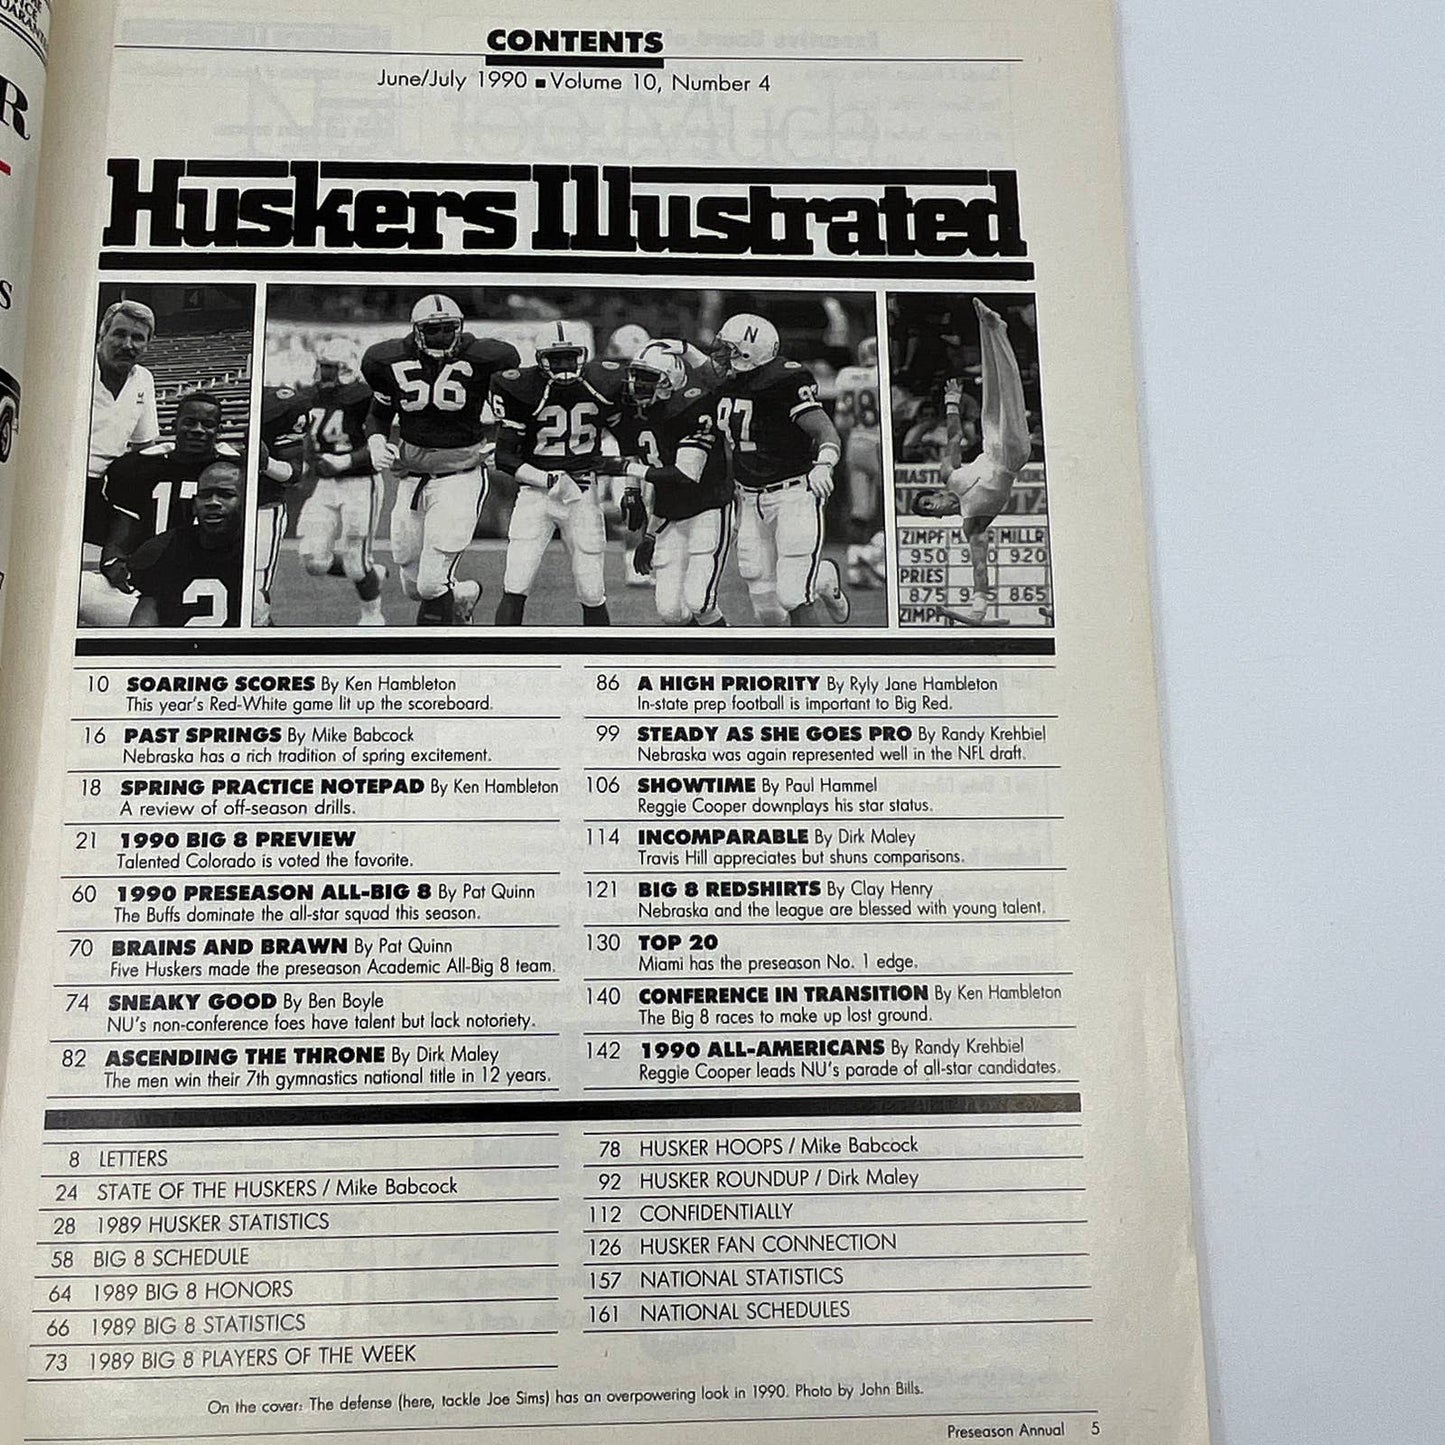 CONTENTS
June/July 1990 ■ Volume 10, Number 4
Huskers Illustrated
4
17
2
74
56
26
3
97
N
88
ZIMPF
MILLR
950
920
PRIES
875
865
ZIMPF
10 SOARING SCORES By Ken Hambleton
This year's Red-White game lit up the scoreboard.
16 PAST SPRINGS By Mike Babcock
Nebraska has a rich tradition of spring excitement.
18 SPRING PRACTICE NOTEPAD By Ken Hambleton
A review of off-season drills.
21 1990 BIG 8 PREVIEW
Talented Colorado is voted the favorite.
60 1990 PRESEASON ALL-BIG 8 By Pat Quinn
The Buffs dominate the all-star squad this season.
70 BRAINS AND BRAWN By Pat Quinn
Five Huskers made the preseason Academic All-Big 8 team.
74 SNEAKY GOOD By Ben Boyle
NU's non-conference foes have talent but lack notoriety.
82 ASCENDING THE THRONE By Dirk Maley
The men win their 7th gymnastics national title in 12 years.
86 A HIGH PRIORITY By Ryly Jane Hambleton
In-state prep football is important to Big Red.
99 STEADY AS SHE GOES PRO By Randy Krehbiel
Nebraska was again represented well in the NFL draft.
106 SHOWTIME By Paul Hammel
Reggie Cooper downplays his star status.
114 INCOMPARABLE By Dirk Maley
Travis Hill appreciates but shuns comparisons.
121 BIG 8 REDSHIRTS By Clay Henry
Nebraska and the league are blessed with young talent.
130 TOP 20
Miami has the preseason No. 1 edge.
140 CONFERENCE IN TRANSITION By Ken Hambleton
The Big 8 races to make up lost ground.
142 1990 ALL-AMERICANS By Randy Krehbiel
Reggie Cooper leads NU's parade of all-star candidates.
8 LETTERS
24 STATE OF THE HUSKERS / Mike Babcock
28 1989 HUSKER STATISTICS
58 BIG 8 SCHEDULE
64 1989 BIG 8 HONORS
66 1989 BIG 8 STATISTICS
73 1989 BIG 8 PLAYERS OF THE WEEK
78 HUSKER HOOPS / Mike Babcock
92 HUSKER ROUNDUP / Dirk Maley
112 CONFIDENTIALLY
126 HUSKER FAN CONNECTION
157 NATIONAL STATISTICS
161 NATIONAL SCHEDULES
On the cover: The defense (here, tackle Joe Sims) has an overpowering look in 1990. Photo by John Bills.
Preseason Annual 5